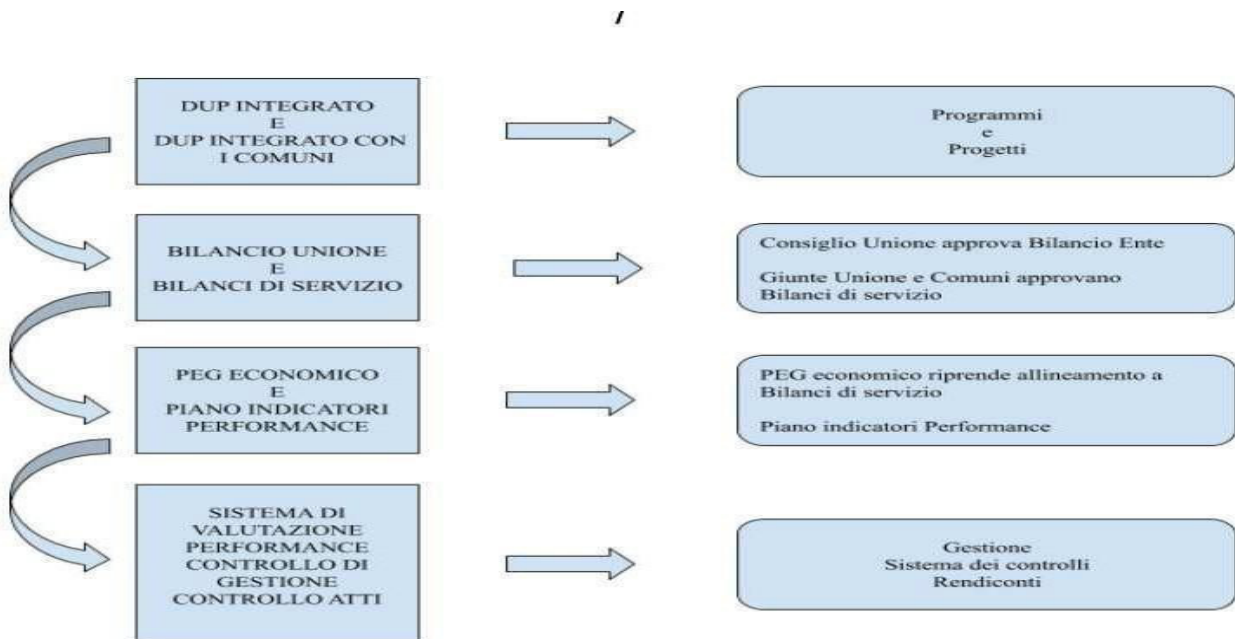 DUP INTEGRATO
E
DUP INTEGRATO CON
I COMUNI
Programmi
e
Progetti
BILANCIO UNIONE
E
BILANCI DI SERVIZIO
Consiglio Unione approva Bilancio Ente
Giunte Unione e Comuni approvano
Bilanci di servizio
PEG ECONOMICO
E
PIANO INDICATORI
PERFORMANCE
PEG economico riprende allineamento a
Bilanci di servizio
Piano indicatori Performance
SISTEMA DI
VALUTAZIONE
PERFORMANCE
CONTROLLO DI
GESTIONE
CONTROLLO ATTI
Gestione
Sistema dei controlli
Rendiconti